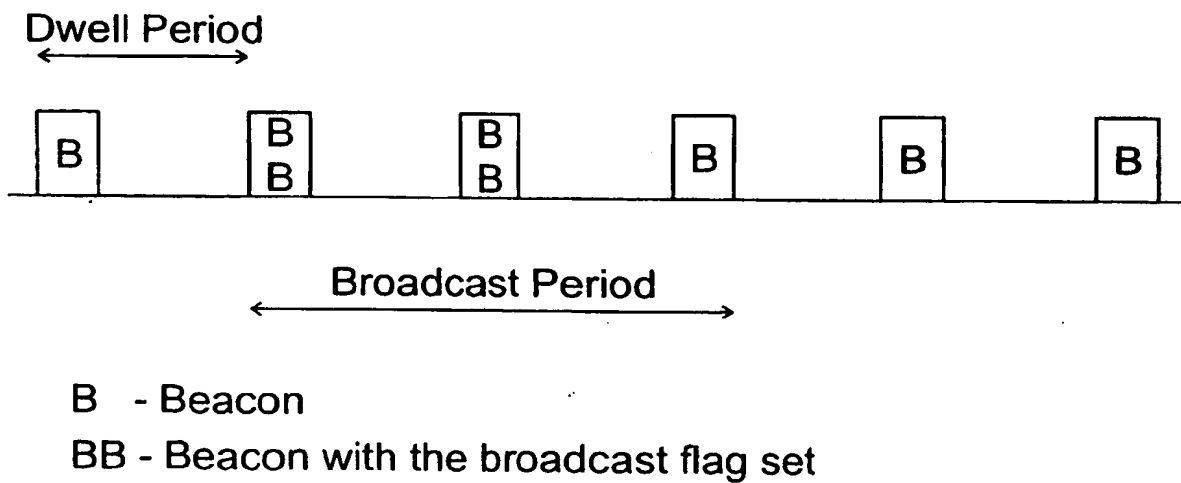 Dwell Period
B B B B B B
B B
Broadcast Period
B - Beacon
BB - Beacon with the broadcast flag set